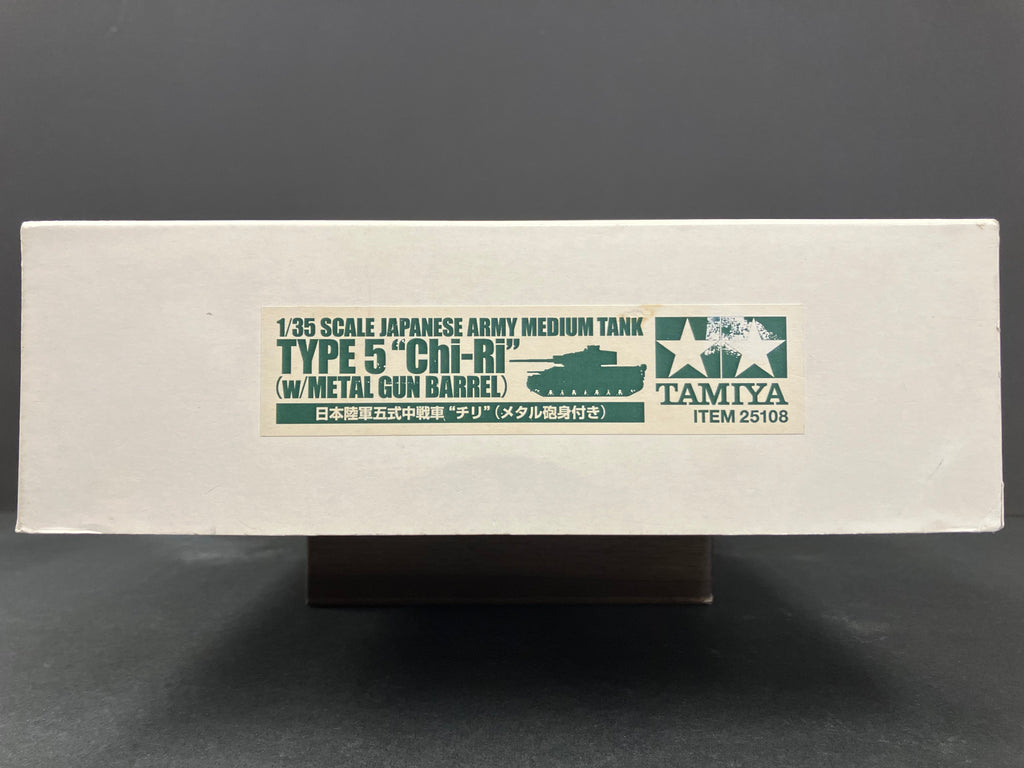 1/35 SCALE JAPANESE ARMY MEDIUM TANK
TYPE 5 “Chi-Ri”
(w/METAL GUN BARREL)
日本陸軍五式中戦車 “チリ” (メタル砲身付き)
TAMIYA
ITEM 25108